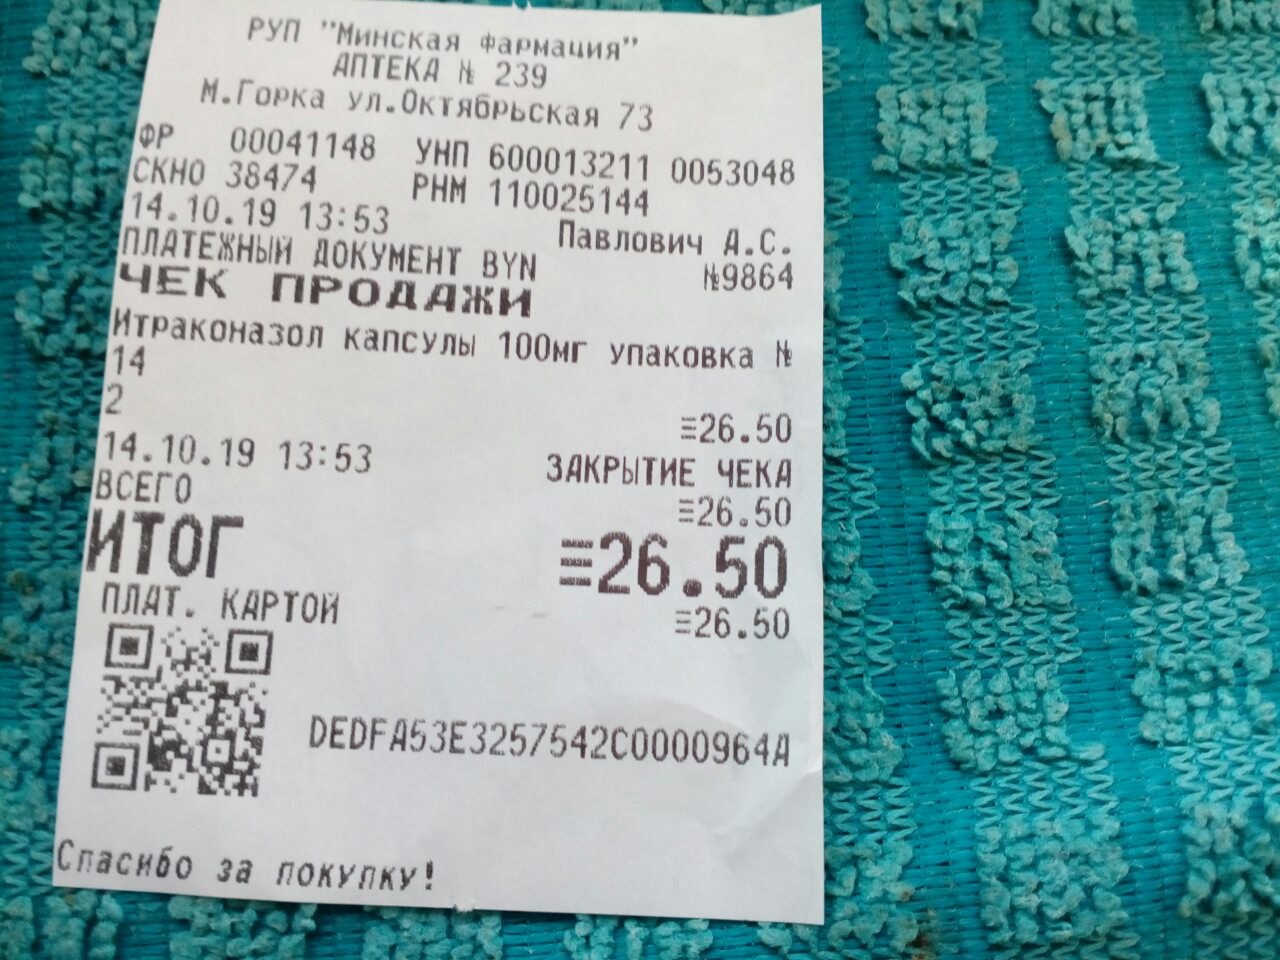 РУП "Минская фармация"
АПТЕКА № 239
М.Горка ул.Октябрьская 73
ФР 00041148 УНП 600013211 0053048
СКНО 38474 РНМ 110025144
14.10.19 13:53 Павлович А.С.
ПЛАТЕЖНЫЙ ДОКУМЕНТ BYN №9864
ЧЕК ПРОДАЖИ
Итраконазол капсулы 100мг упаковка №
14
2 ≡26.50
14.10.19 13:53 ЗАКРЫТИЕ ЧЕКА
ВСЕГО ≡26.50
ИТОГ ≡26.50
ПЛАТ. КАРТОЙ ≡26.50
DEDFA53E3257542C0000964A
Спасибо за покупку!